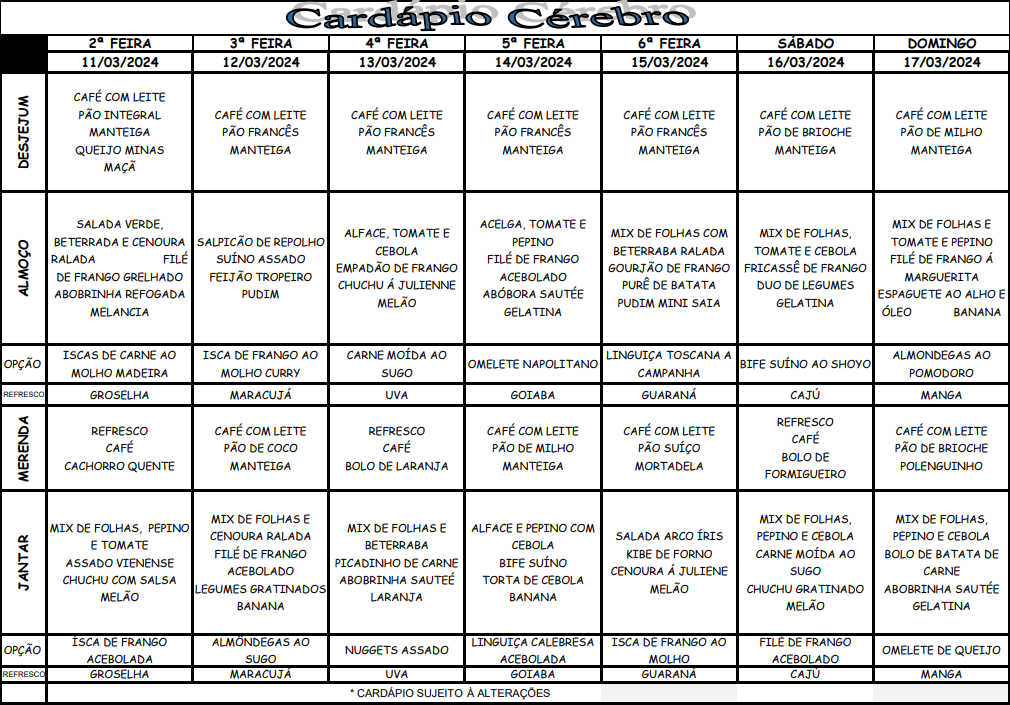 Cardápio Cérebro
2ª FEIRA 3ª FEIRA 4ª FEIRA 5ª FEIRA 6ª FEIRA SÁBADO DOMINGO
11/03/2024 12/03/2024 13/03/2024 14/03/2024 15/03/2024 16/03/2024 17/03/2024
DESJEJUM
CAFÉ COM LEITE
PÃO INTEGRAL
MANTEIGA
QUEIJO MINAS
MAÇÃ
CAFÉ COM LEITE
PÃO FRANCÊS
MANTEIGA
CAFÉ COM LEITE
PÃO FRANCÊS
MANTEIGA
CAFÉ COM LEITE
PÃO FRANCÊS
MANTEIGA
CAFÉ COM LEITE
PÃO FRANCÊS
MANTEIGA
CAFÉ COM LEITE
PÃO DE BRIOCHE
MANTEIGA
CAFÉ COM LEITE
PÃO DE MILHO
MANTEIGA
ALMOÇO
SALADA VERDE,
BETERRADA E CENOURA
RALADA FILÉ
DE FRANGO GRELHADO
ABOBRINHA REFOGADA
MELANCIA
SALPICÃO DE REPOLHO
SUÍNO ASSADO
FEIJÃO TROPEIRO
PUDIM
ALFACE, TOMATE E
CEBOLA
EMPADÃO DE FRANGO
CHUCHU Á JULIENNE
MELÃO
ACELGA, TOMATE E
PEPINO
FILÉ DE FRANGO
ACEBOLADO
ABÓBORA SAUTÉE
GELATINA
MIX DE FOLHAS COM
BETERRABA RALADA
GOURJÃO DE FRANGO
PURÊ DE BATATA
PUDIM MINI SAIA
MIX DE FOLHAS,
TOMATE E CEBOLA
FRICASSÊ DE FRANGO
DUO DE LEGUMES
GELATINA
MIX DE FOLHAS E
TOMATE E PEPINO
FILÉ DE FRANGO Á
MARGUERITA
ESPAGUETE AO ALHO E
ÓLEO BANANA
OPÇÃO
ISCAS DE CARNE AO
MOLHO MADEIRA
ISCA DE FRANGO AO
MOLHO CURRY
CARNE MOÍDA AO
SUGO
OMELETE NAPOLITANO
LINGUIÇA TOSCANA A
CAMPANHA
BIFE SUÍNO AO SHOYO
ALMONDEGAS AO
POMODORO
REFRESCO GROSELHA MARACUJÁ UVA GOIABA GUARANÁ CAJÚ MANGA
MERENDA
REFRESCO
CAFÉ
CACHORRO QUENTE
CAFÉ COM LEITE
PÃO DE COCO
MANTEIGA
REFRESCO
CAFÉ
BOLO DE LARANJA
CAFÉ COM LEITE
PÃO DE MILHO
MANTEIGA
CAFÉ COM LEITE
PÃO SUÍÇO
MORTADELA
REFRESCO
CAFÉ
BOLO DE
FORMIGUEIRO
CAFÉ COM LEITE
PÃO DE BRIOCHE
POLENGUINHO
JANTAR
MIX DE FOLHAS, PEPINO
E TOMATE
ASSADO VIENENSE
CHUCHU COM SALSA
MELÃO
MIX DE FOLHAS E
CENOURA RALADA
FILÉ DE FRANGO
ACEBOLADO
LEGUMES GRATINADOS
BANANA
MIX DE FOLHAS E
BETERRABA
PICADINHO DE CARNE
ABOBRINHA SAUTEÉ
LARANJA
ALFACE E PEPINO COM
CEBOLA
BIFE SUÍNO
TORTA DE CEBOLA
BANANA
SALADA ARCO ÍRIS
KIBE DE FORNO
CENOURA Á JULIENE
MELÃO
MIX DE FOLHAS,
PEPINO E CEBOLA
CARNE MOÍDA AO
SUGO
CHUCHU GRATINADO
MELÃO
MIX DE FOLHAS,
PEPINO E CEBOLA
BOLO DE BATATA DE
CARNE
ABOBRINHA SAUTÉE
GELATINA
OPÇÃO
ÌSCA DE FRANGO
ACEBOLADA
ALMÔNDEGAS AO
SUGO
NUGGETS ASSADO
LINGUIÇA CALEBRESA
ACEBOLADA
ISCA DE FRANGO AO
MOLHO
FILÉ DE FRANGO
ACEBOLADO
OMELETE DE QUEIJO
REFRESCO GROSELHA MARACUJÁ UVA GOIABA GUARANÁ CAJÚ MANGA
* CARDÁPIO SUJEITO À ALTERAÇÕES